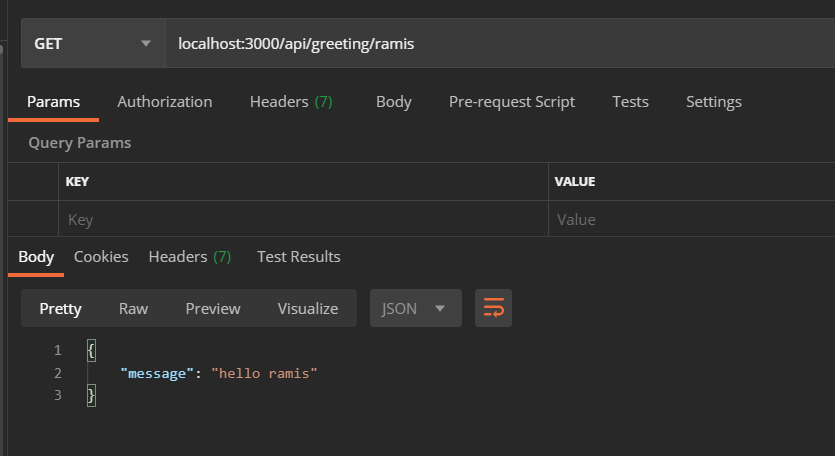 GET localhost:3000/api/greeting/ramis
Params Authorization Headers (7) Body Pre-request Script Tests Settings
Query Params
KEY VALUE
Key Value
Body Cookies Headers (7) Test Results
Pretty Raw Preview Visualize JSON
1 {
2 "message": "hello ramis"
3 }